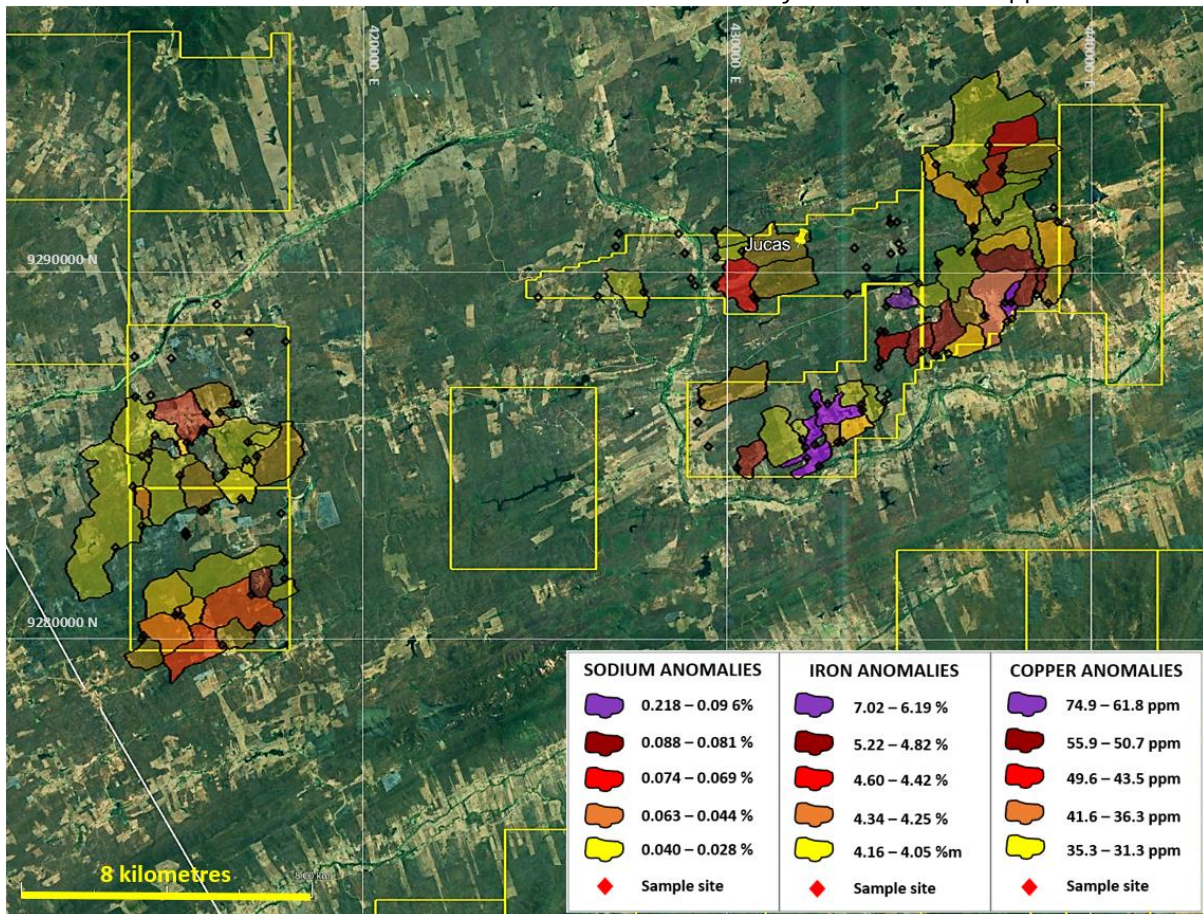 420000 E
430000 E
440000 E
Jucas
9290000 N
9280000 N
8 kilometres
SODIUM ANOMALIES
0.218 – 0.09 6%
0.088 – 0.081 %
0.074 – 0.069 %
0.063 – 0.044 %
0.040 – 0.028 %
Sample site
IRON ANOMALIES
7.02 – 6.19 %
5.22 – 4.82 %
4.60 – 4.42 %
4.34 – 4.25 %
4.16 – 4.05 %m
Sample site
COPPER ANOMALIES
74.9 – 61.8 ppm
55.9 – 50.7 ppm
49.6 – 43.5 ppm
41.6 – 36.3 ppm
35.3 – 31.3 ppm
Sample site